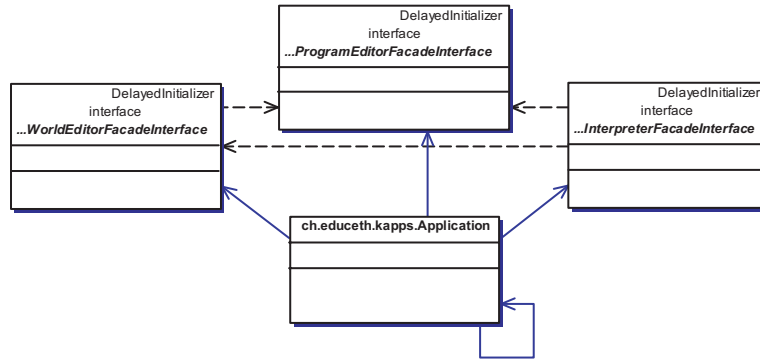 DelayedInitializer
interface
...ProgramEditorFacadeInterface
DelayedInitializer
interface
...WorldEditorFacadeInterface
DelayedInitializer
interface
...InterpreterFacadeInterface
ch.educeth.kapps.Application